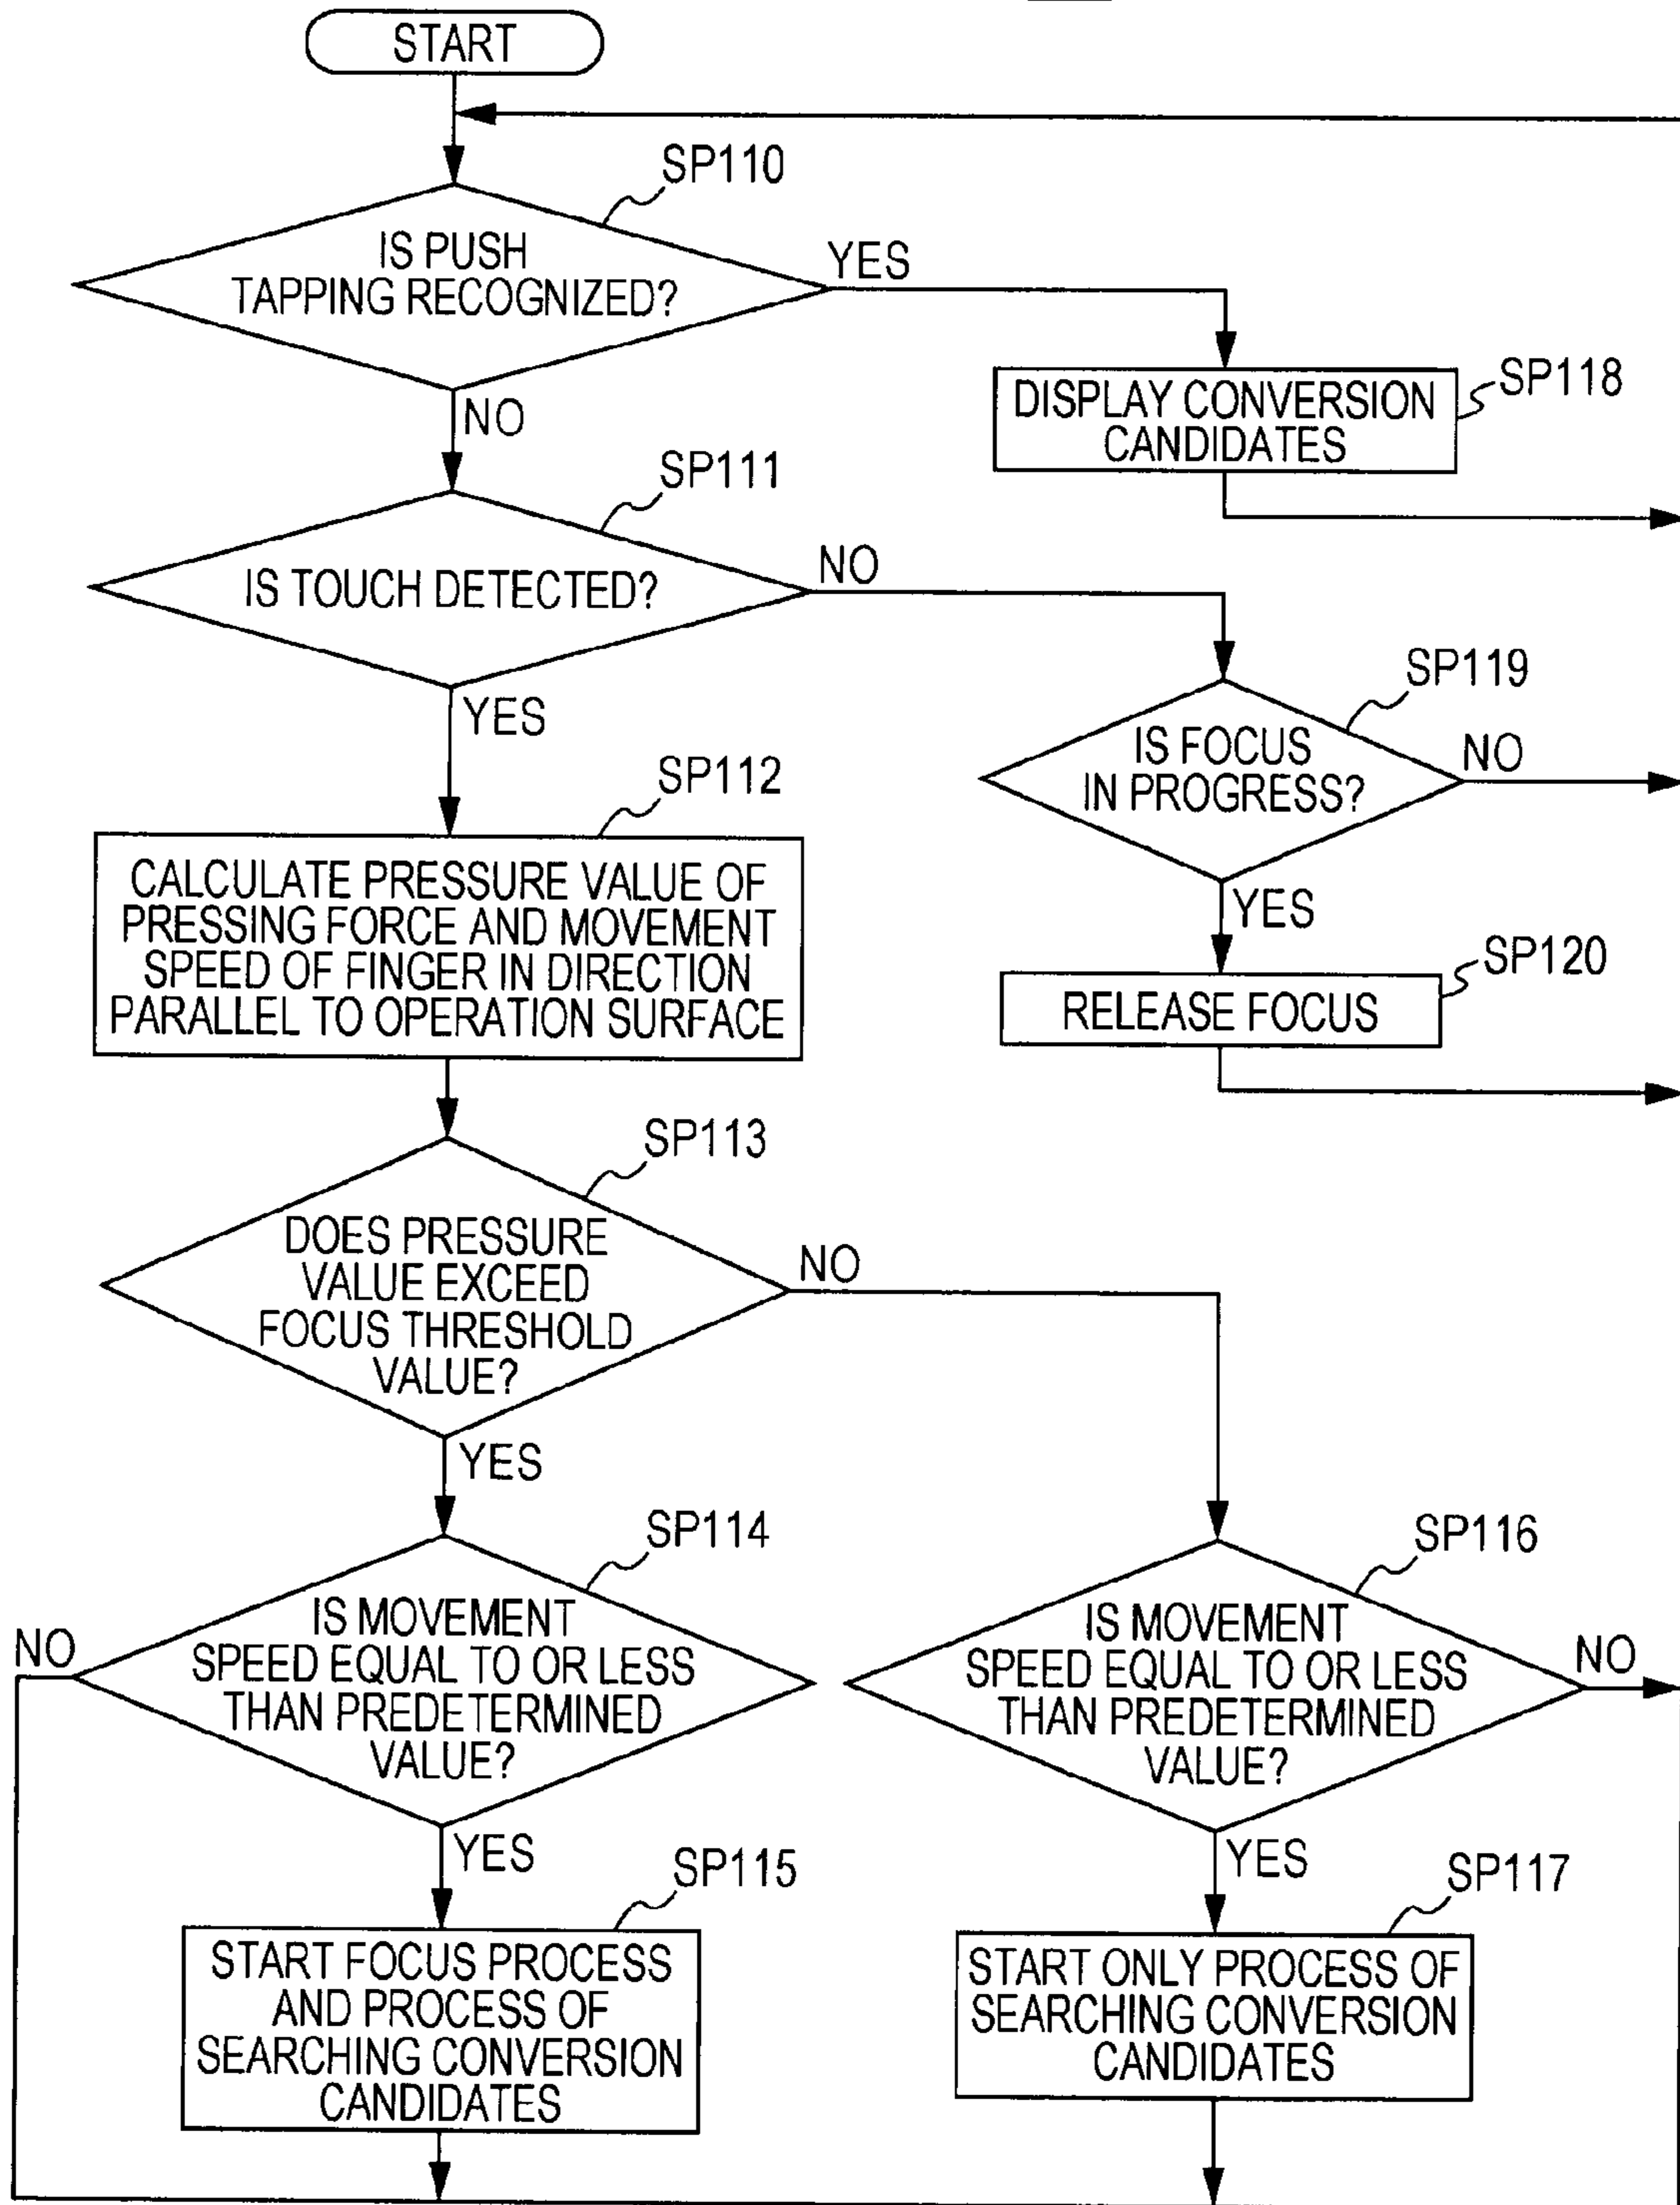 START
SP110
IS PUSH
TAPPING RECOGNIZED?
YES
NO
SP118
DISPLAY CONVERSION
CANDIDATES
SP111
IS TOUCH DETECTED?
NO
YES
SP119
IS FOCUS
IN PROGRESS?
NO
YES
SP112
CALCULATE PRESSURE VALUE OF
PRESSING FORCE AND MOVEMENT
SPEED OF FINGER IN DIRECTION
PARALLEL TO OPERATION SURFACE
SP120
RELEASE FOCUS
SP113
DOES PRESSURE
VALUE EXCEED
FOCUS THRESHOLD
VALUE?
NO
YES
SP114
IS MOVEMENT
SPEED EQUAL TO OR LESS
THAN PREDETERMINED
VALUE?
NO
YES
SP116
IS MOVEMENT
SPEED EQUAL TO OR LESS
THAN PREDETERMINED
VALUE?
NO
YES
SP115
START FOCUS PROCESS
AND PROCESS OF
SEARCHING CONVERSION
CANDIDATES
SP117
START ONLY PROCESS OF
SEARCHING CONVERSION
CANDIDATES